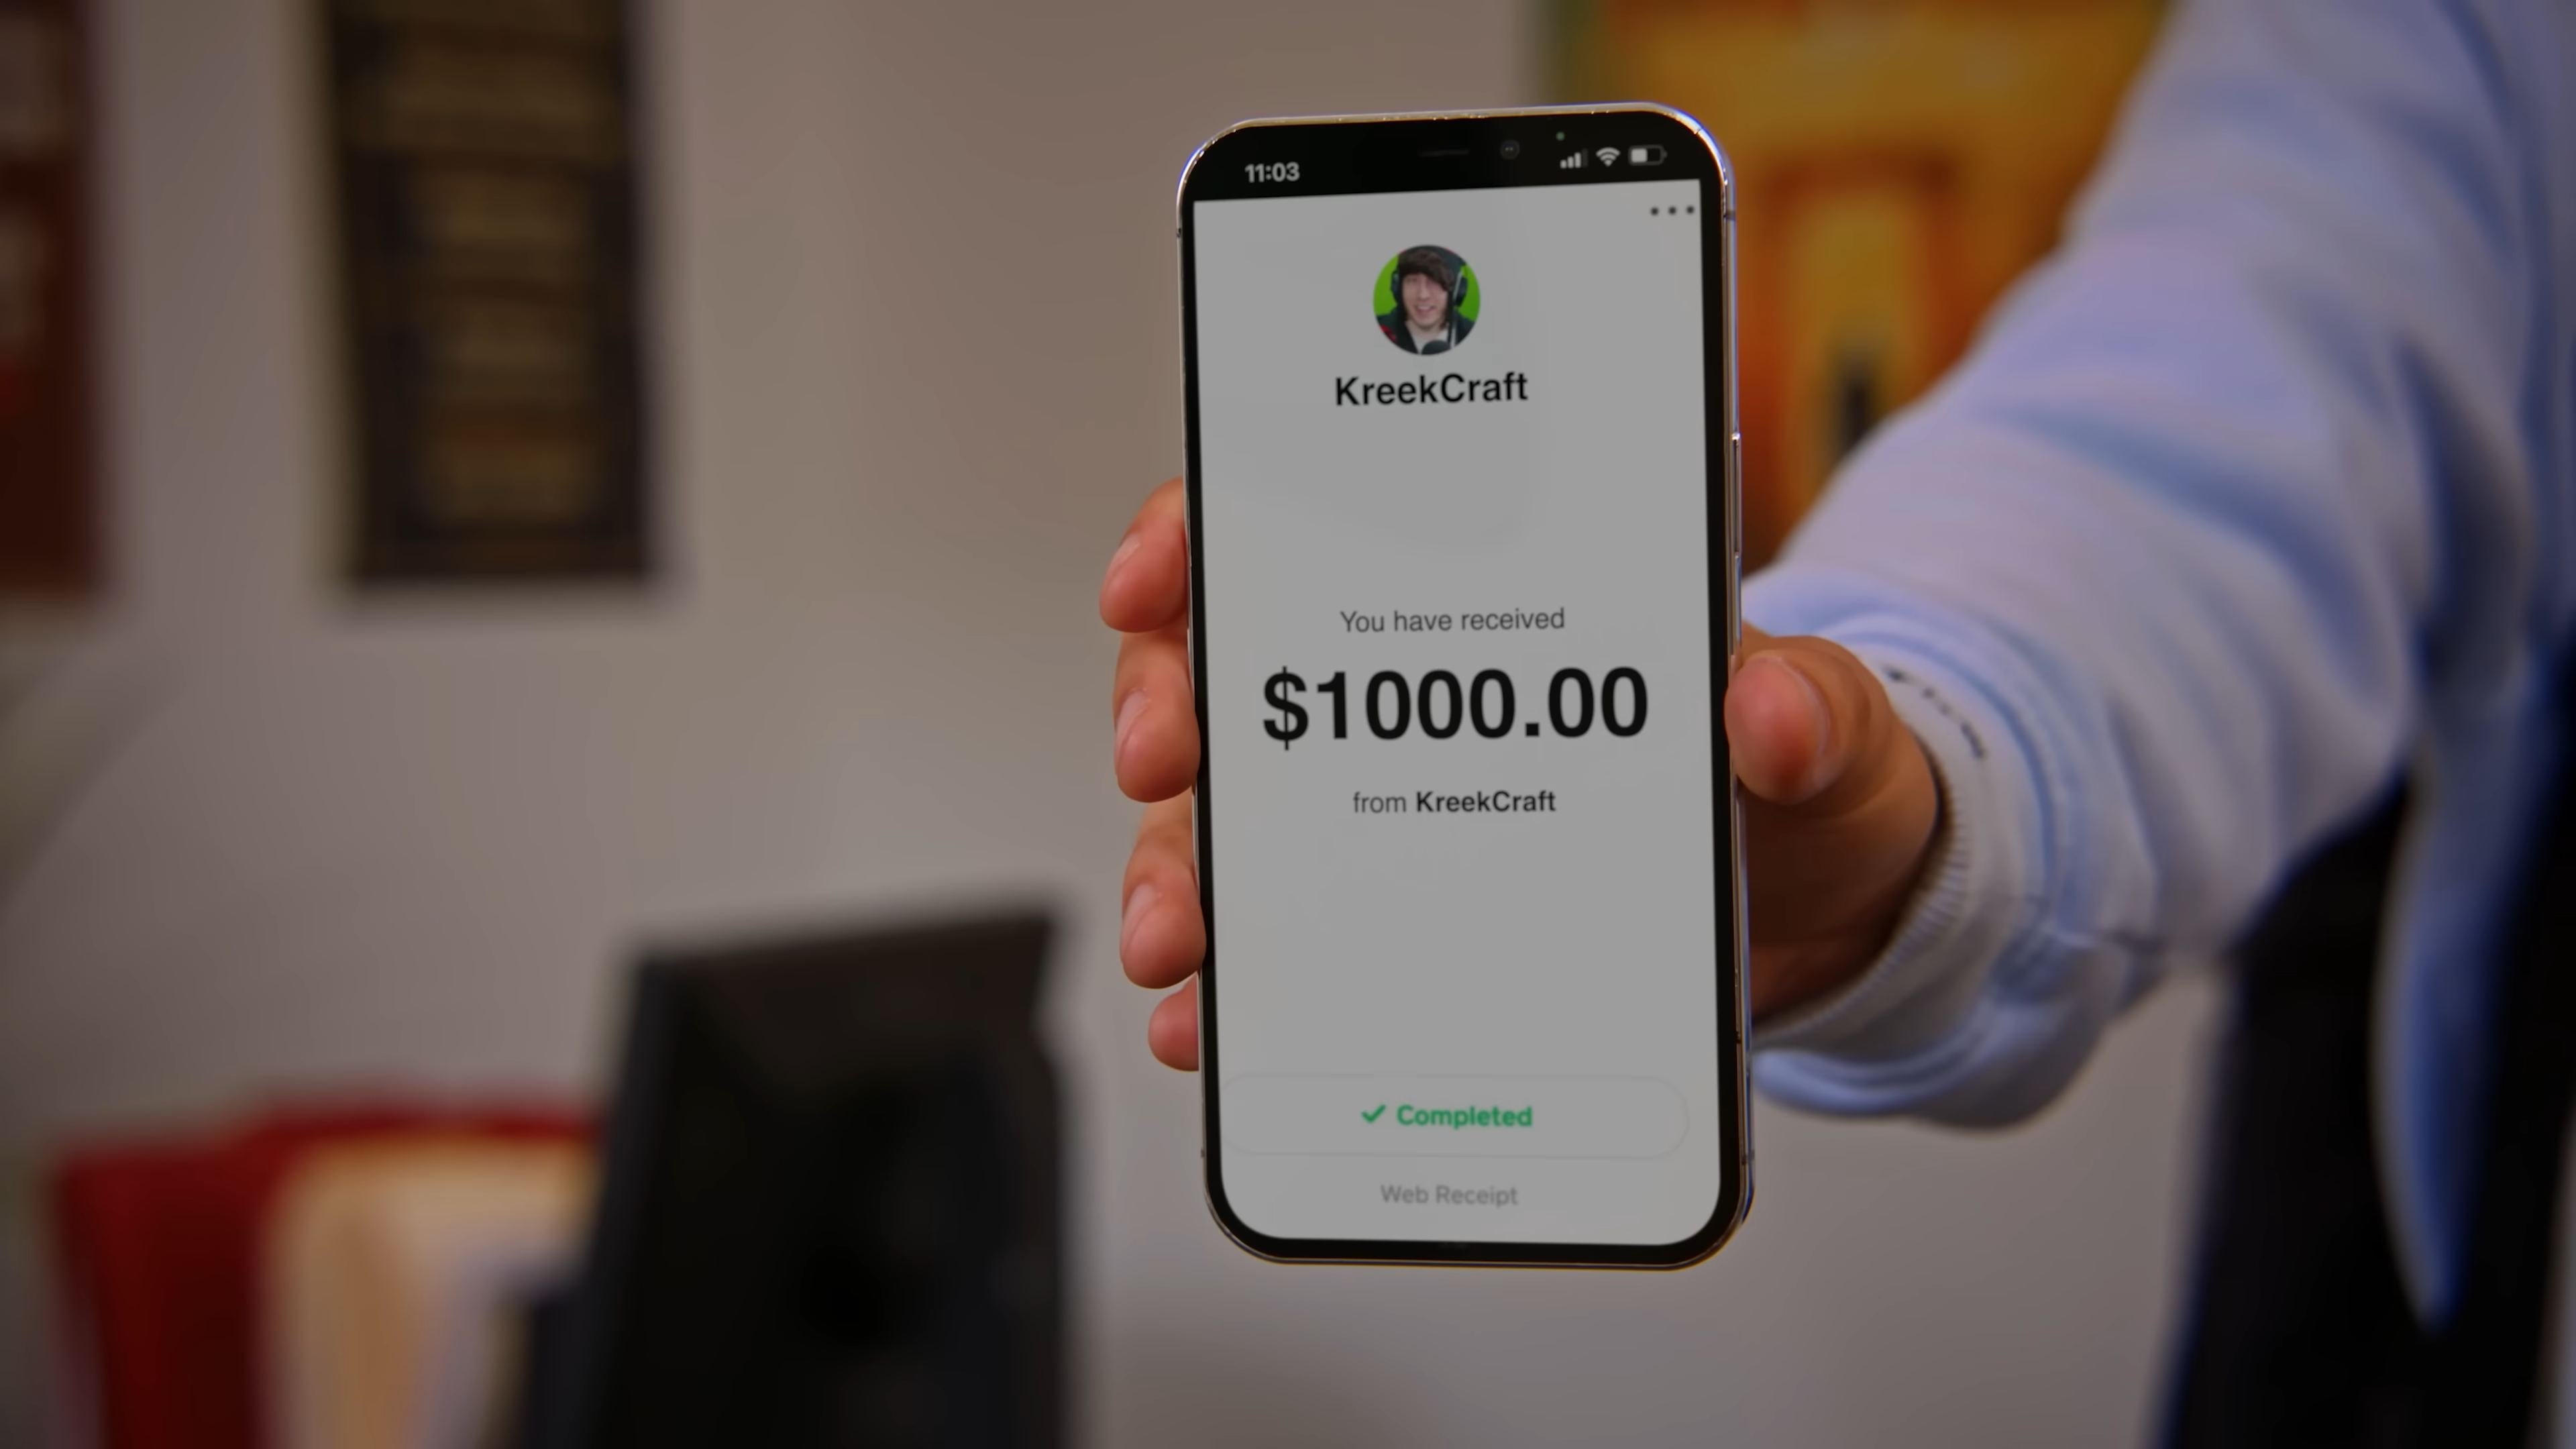 11:03
KreekCraft
You have received
$1000.00
from KreekCraft
Completed
Web Receipt